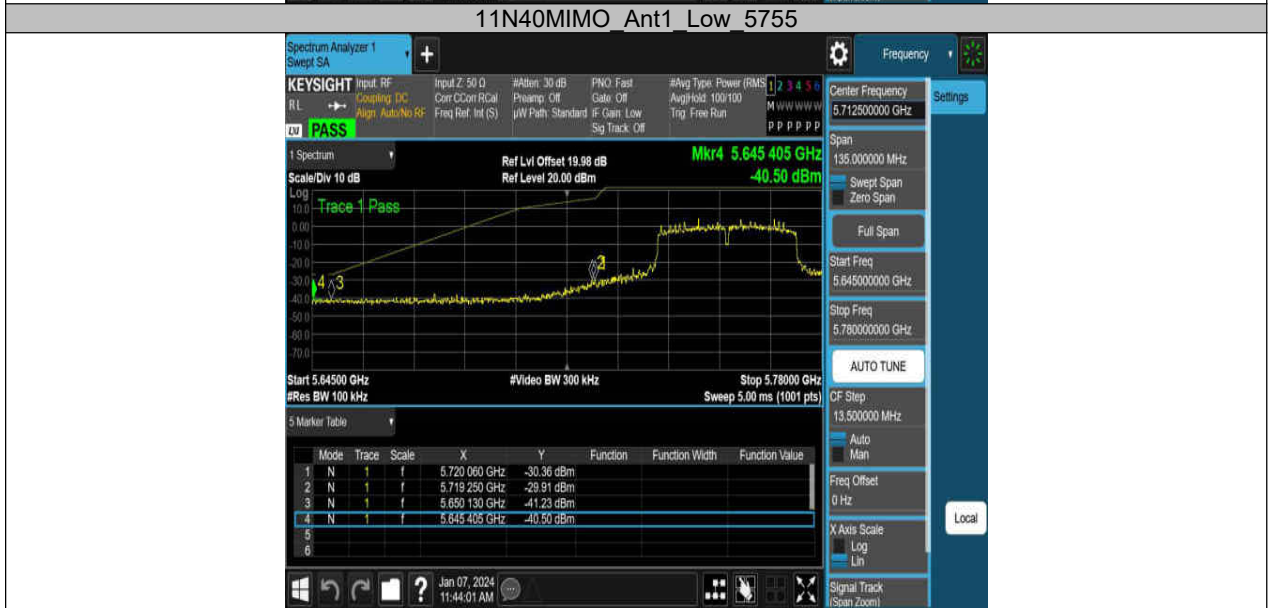 11N40MIMO_Ant1_Low_5755
Spectrum Analyzer 1
Swept SA
+
Frequency
KEYSIGHT Input: RF Input Z: 50 Ω #Atten: 30 dB PNO: Fast #Avg Type: Power (RMS 1 2 3 4 5 6
RL Coupling: DC Corr CCorr RCal Preamp: Off Gate: Off Avg|Hold: 100/100 M W W W W W
Align: Auto/No RF Freq Ref: Int (S) µW Path: Standard IF Gain: Low Trig: Free Run
Sig Track: Off P P P P P P
PASS
Center Frequency
5.712500000 GHz
Settings
1 Spectrum
Ref Lvl Offset 19.98 dB
Mkr4 5.645 405 GHz
Scale/Div 10 dB
Ref Level 20.00 dBm
-40.50 dBm
Log
Trace 1 Pass
10.0
0.00
-10.0
-20.0
-30.0
-40.0
-50.0
-60.0
-70.0
4 3
2
Start 5.64500 GHz #Video BW 300 kHz Stop 5.78000 GHz
#Res BW 100 kHz Sweep 5.00 ms (1001 pts)
Span
135.000000 MHz
Swept Span
Zero Span
Full Span
Start Freq
5.645000000 GHz
Stop Freq
5.780000000 GHz
AUTO TUNE
CF Step
13.500000 MHz
Auto
Man
Freq Offset
0 Hz
X Axis Scale
Log
Lin
Signal Track
(Span Zoom)
Local
5 Marker Table
Mode Trace Scale X Y Function Function Width Function Value
1 N 1 f 5.720 060 GHz -30.36 dBm
2 N 1 f 5.719 250 GHz -29.91 dBm
3 N 1 f 5.650 130 GHz -41.23 dBm
4 N 1 f 5.645 405 GHz -40.50 dBm
5
6
? Jan 07, 2024
11:44:01 AM